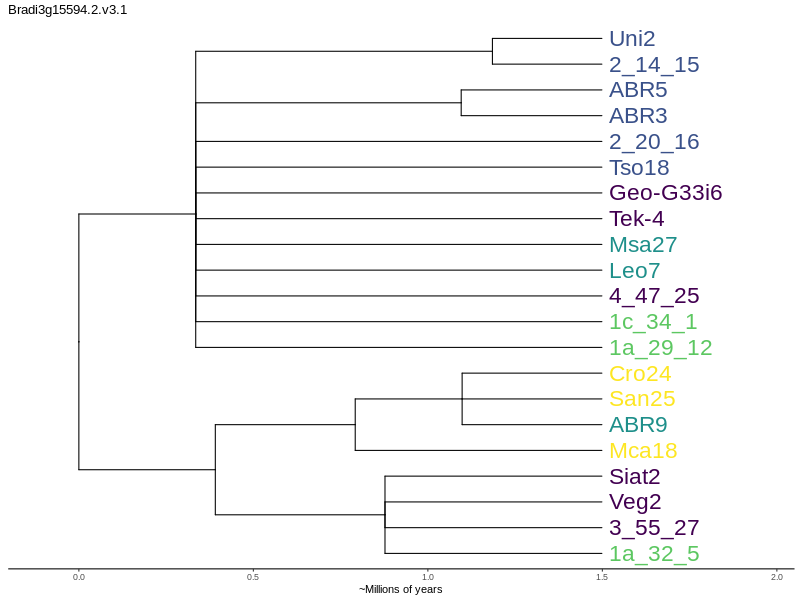 Bradi3g15594.2.v3.1
Uni2
2_14_15
ABR5
ABR3
2_20_16
Tso18
Geo-G33i6
Tek-4
Msa27
Leo7
4_47_25
1c_34_1
1a_29_12
Cro24
San25
ABR9
Mca18
Siat2
Veg2
3_55_27
1a_32_5
0.0 0.5 1.0 1.5 2.0
~Millions of years